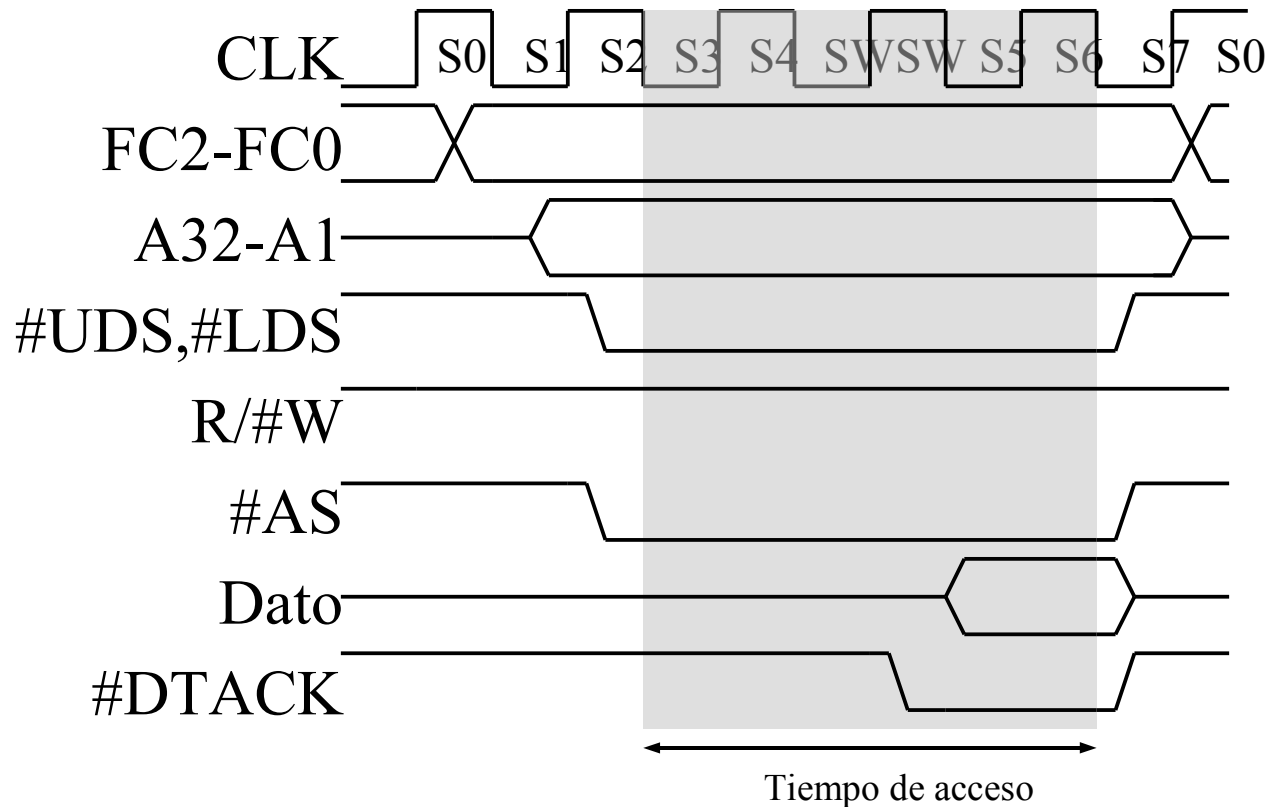 CLK S0 S1 S2 S3 S4 SW SW S5 S6 S7 S0
FC2-FC0
A32-A1
#UDS,#LDS
R/#W
#AS
Dato
#DTACK
Tiempo de acceso